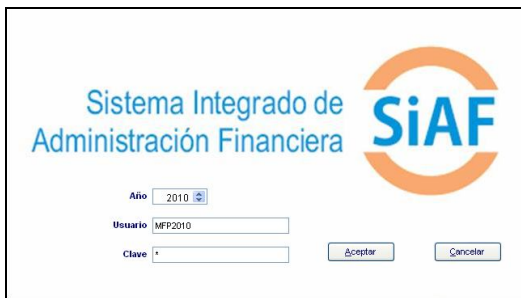 Sistema Integrado de
Administración Financiera
SiAF
Año 2010
Usuario MFP2010
Clave *
Aceptar Cancelar